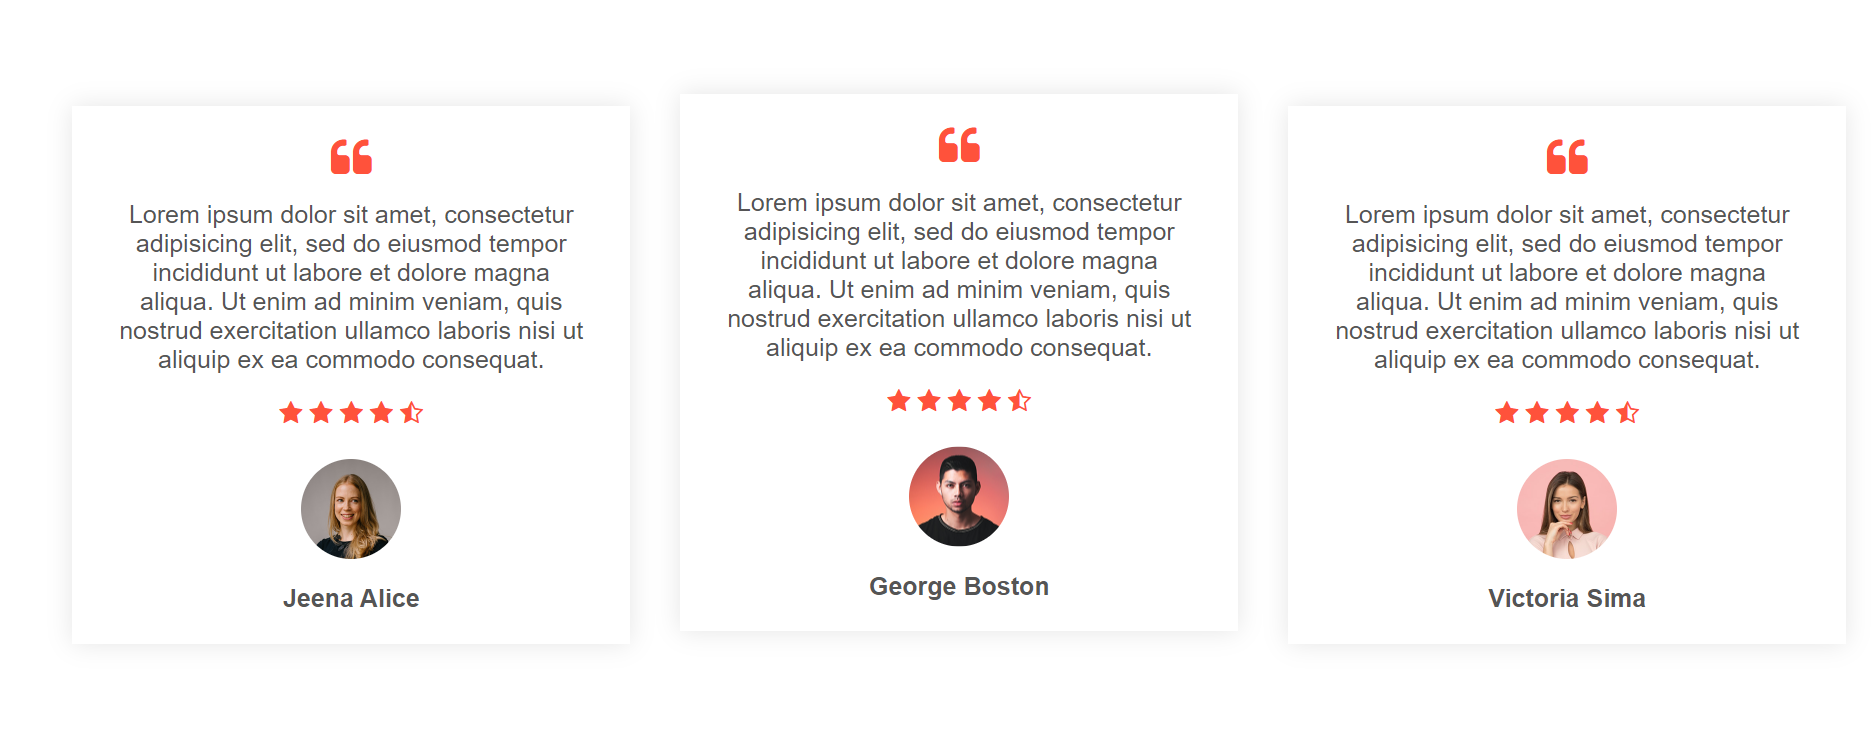 Lorem ipsum dolor sit amet, consectetur
adipisicing elit, sed do eiusmod tempor
incididunt ut labore et dolore magna
aliqua. Ut enim ad minim veniam, quis
nostrud exercitation ullamco laboris nisi ut
aliquip ex ea commodo consequat.
Jeena Alice
Lorem ipsum dolor sit amet, consectetur
adipisicing elit, sed do eiusmod tempor
incididunt ut labore et dolore magna
aliqua. Ut enim ad minim veniam, quis
nostrud exercitation ullamco laboris nisi ut
aliquip ex ea commodo consequat.
George Boston
Lorem ipsum dolor sit amet, consectetur
adipisicing elit, sed do eiusmod tempor
incididunt ut labore et dolore magna
aliqua. Ut enim ad minim veniam, quis
nostrud exercitation ullamco laboris nisi ut
aliquip ex ea commodo consequat.
Victoria Sima